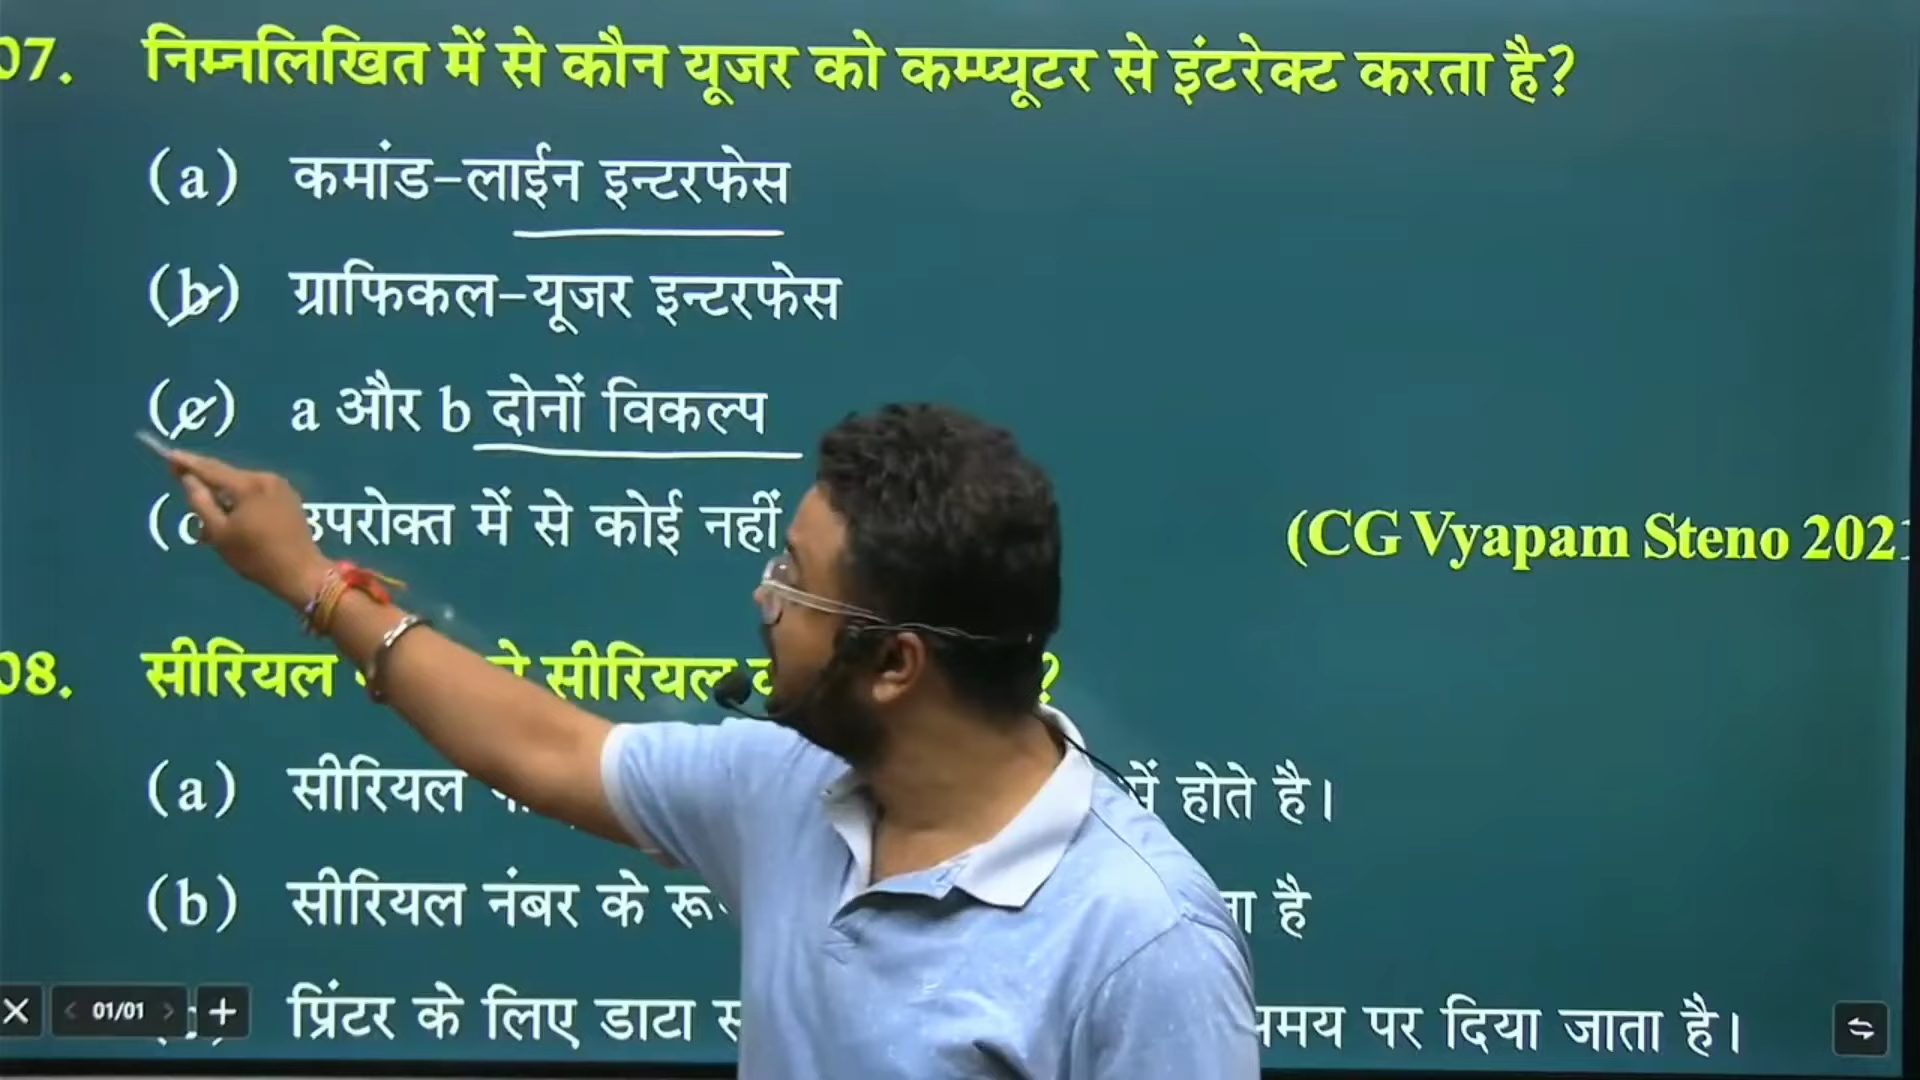 07. निम्नलिखित में से कौन यूजर को कम्प्यूटर से इंटरेक्ट करता है?
(a) कमांड-लाईन इन्टरफेस
(b) ग्राफिकल-यूजर इन्टरफेस
(c) a और b दोनों विकल्प
उपरोक्त में से कोई नहीं
(CG Vyapam Steno 2021
08. सीरियल सीरियल ?
(a) सीरियल में होते है।
(b) सीरियल नंबर के है
प्रिंटर के लिए डाटा समय पर दिया जाता है।
01/01